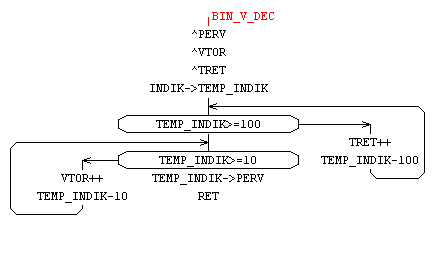 BIN_V_DEC
^PERV
^VTOR
^TRET
INDIK->TEMP_INDIK
TEMP_INDIK>=100
TRET++
TEMP_INDIK-100
TEMP_INDIK>=10
VTOR++
TEMP_INDIK-10
TEMP_INDIK->PERV
RET